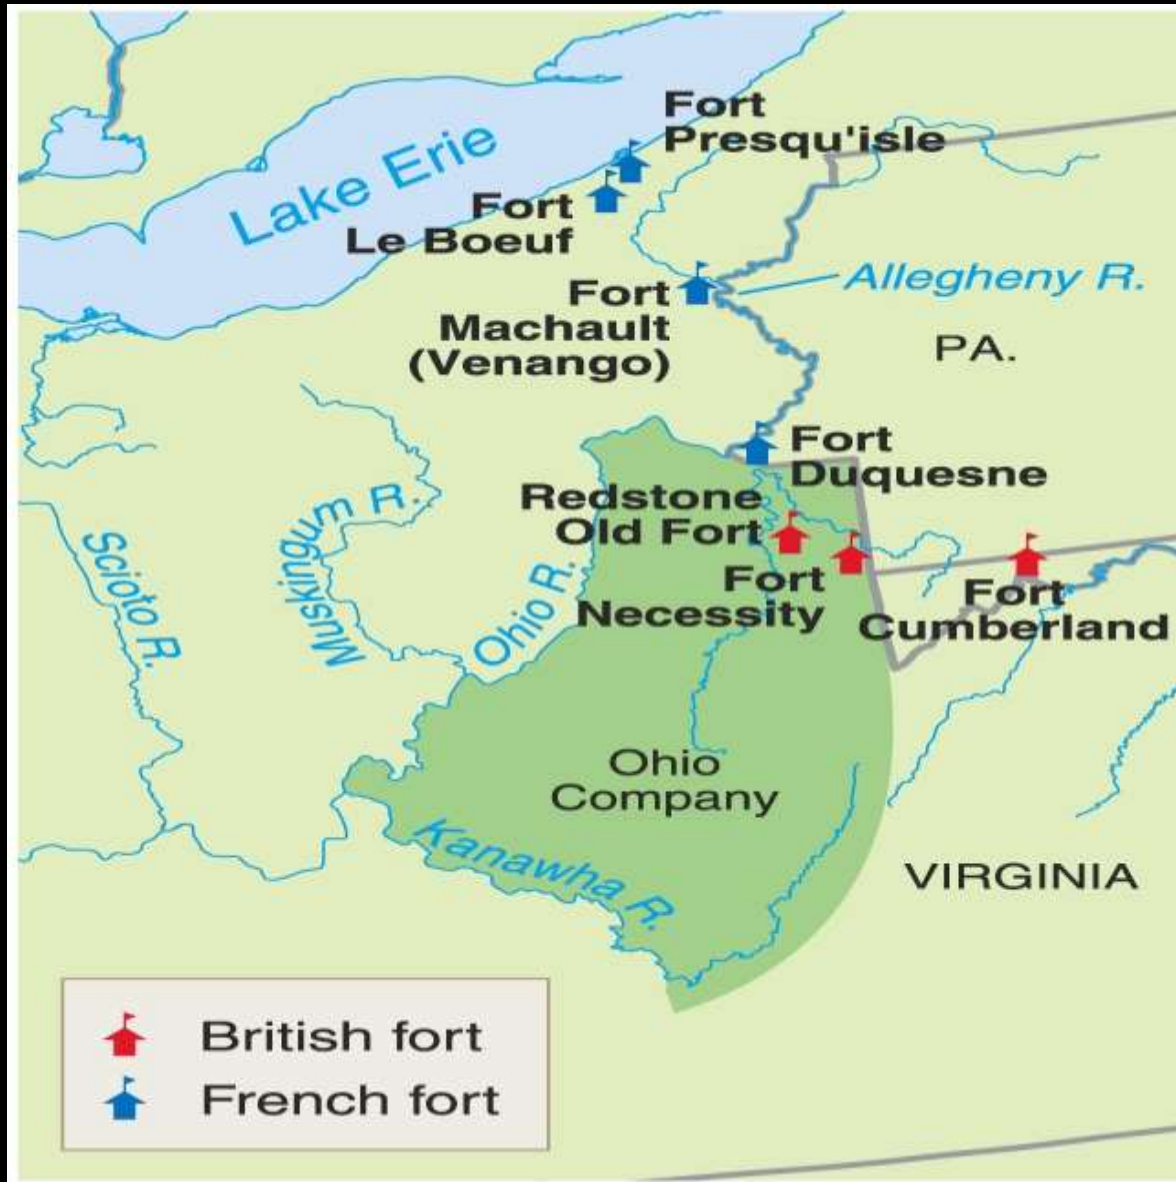 Fort
Presqu'isle
Lake Erie
Fort
Le Boeuf
Allegheny R.
Fort
Machault
(Venango)
PA.
Fort
Duquesne
Redstone
Old Fort
Muskingum R.
Scioto R.
Ohio R.
Fort
Necessity
Fort
Cumberland
Ohio
Company
Kanawha R.
VIRGINIA
British fort
French fort